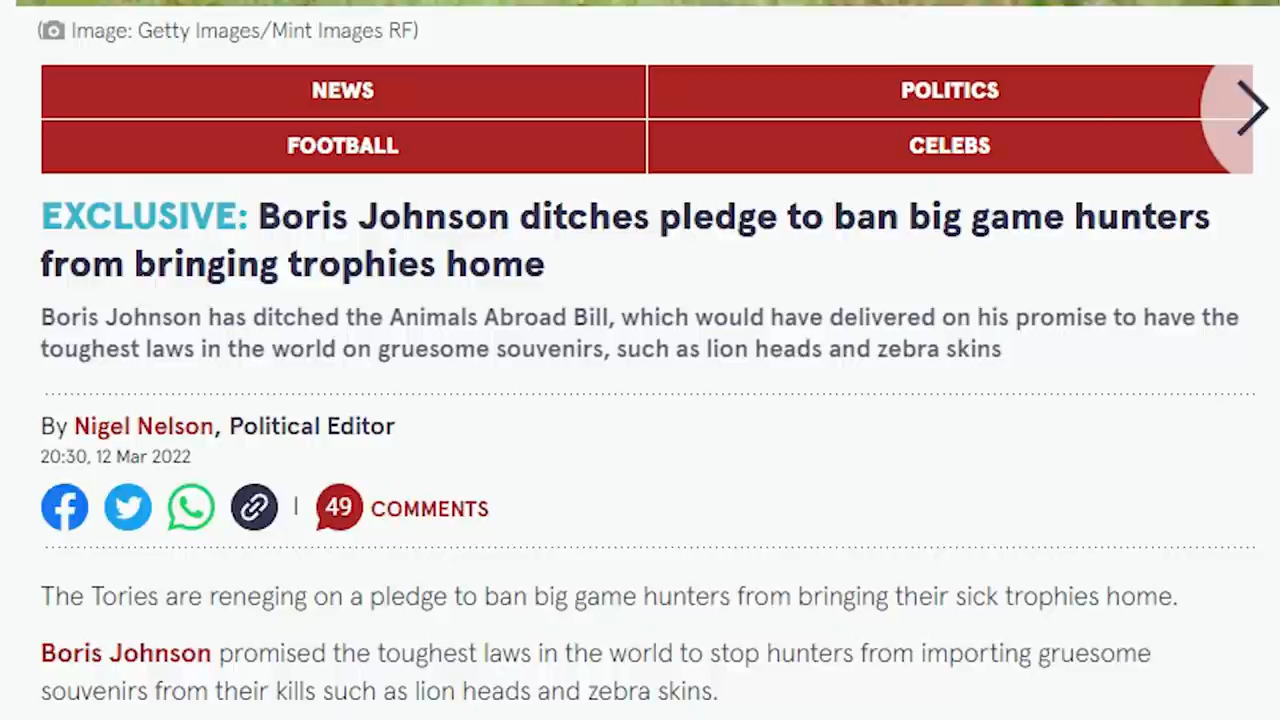 (Image: Getty Images/Mint Images RF)
NEWS
POLITICS
FOOTBALL
CELEBS
EXCLUSIVE: Boris Johnson ditches pledge to ban big game hunters
from bringing trophies home
Boris Johnson has ditched the Animals Abroad Bill, which would have delivered on his promise to have the
toughest laws in the world on gruesome souvenirs, such as lion heads and zebra skins
By Nigel Nelson, Political Editor
20:30, 12 Mar 2022
49 COMMENTS
The Tories are reneging on a pledge to ban big game hunters from bringing their sick trophies home.
Boris Johnson promised the toughest laws in the world to stop hunters from importing gruesome
souvenirs from their kills such as lion heads and zebra skins.